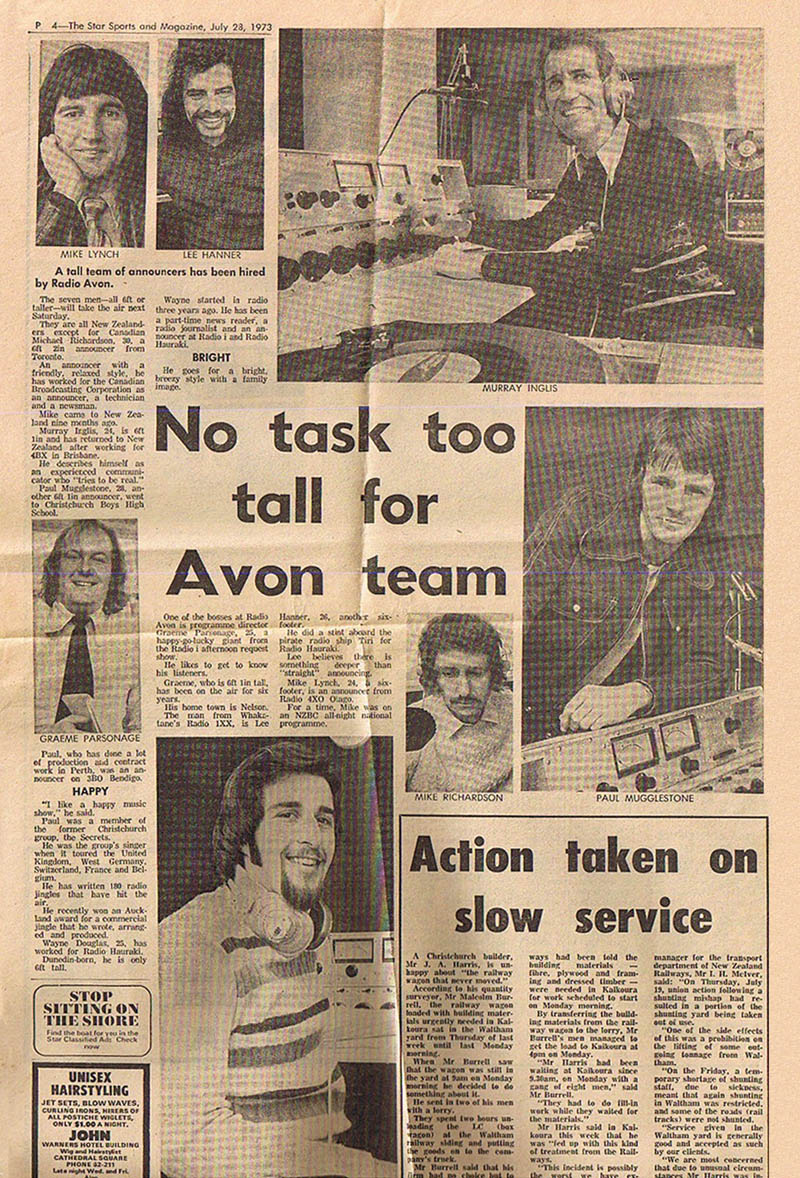 P 4—The Star Sports and Magazine, July 28, 1973
MIKE LYNCH
LEE HANNER
MURRAY INGLIS
A tall team of announcers has been hired
by Radio Avon.
The seven men—all 6ft or
taller—will take the air next
Saturday.
They are all New Zealand-
ers except for Canadian
Michael Richardson, 30, a
6ft 2in announcer from
Toronto.
An announcer with a
friendly, relaxed style, he
has worked for the Canadian
Broadcasting Corporation as
an announcer, a technician
and a newsman.
Mike came to New Zea-
land nine months ago.
Murray Inglis, 24, is 6ft
1in and has returned to New
Zealand after working for
4BX in Brisbane.
He describes himself as
an experienced communi-
cator who "tries to be real."
Paul Mugglestone, 28, an-
other 6ft 1in announcer, went
to Christchurch Boys High
School.
Wayne started in radio
three years ago. He has been
a part-time news reader, a
radio journalist and an an-
nouncer at Radio i and Radio
Hauraki.
BRIGHT
He goes for a bright,
breezy style with a family
image.
No task too
tall for
Avon team
GRAEME PARSONAGE
Paul, who has done a lot
of production and contract
work in Perth, was an an-
nouncer on 3BO Bendigo.
HAPPY
"I like a happy music
show," he said.
Paul was a member of
the former Christchurch
group, the Secrets.
He was the group's singer
when it toured the United
Kingdom, West Germany,
Switzerland, France and Bel-
gium.
He has written 180 radio
jingles that have hit the
air.
He recently won an Auck-
land award for a commercial
jingle that he wrote, arrang-
ed and produced.
Wayne Douglas, 25, has
worked for Radio Hauraki.
Dunedin-born, he is only
6ft tall.
One of the bosses at Radio
Avon is programme director
Graeme Parsonage, 25, a
happy-go-lucky giant from
the Radio i afternoon request
show.
He likes to get to know
his listeners.
Graeme, who is 6ft 1in tall,
has been on the air for six
years.
His home town is Nelson.
The man from Whaka-
tane's Radio 1XX, is Lee
Hanner, 26, another six-
footer.
He did a stint aboard the
pirate radio ship Tiri for
Radio Hauraki.
Lee believes there is
something deeper than
"straight" announcing.
Mike Lynch, 24, a six-
footer, is an announcer from
Radio 4XO Otago.
For a time, Mike was on
an NZBC all-night national
programme.
MIKE RICHARDSON
PAUL MUGGLESTONE
STOP
SITTING ON
THE SHORE
Find the boat for you in the
Star Classified Ads Check
now
UNISEX
HAIRSTYLING
JET SETS, BLOW WAVES,
CURLING IRONS, HIRERS OF
ALL POSTICHE WIGLETS,
ONLY $1.00 A NIGHT.
JOHN
WARNERS HOTEL BUILDING
Wig and Hairstylist
CATHEDRAL SQUARE
PHONE 62-211
Late night Wed. and Fri.
Action taken on
slow service
A Christchurch builder,
Mr J. A. Harris, is un-
happy about "the railway
wagon that never moved."
According to his quantity
surveyor, Mr Malcolm Bur-
rell, the railway wagon
loaded with building mater-
ials urgently needed in Kai-
koura sat in the Waltham
yard from Thursday of last
week until last Monday
morning.
When Mr Burrell saw
that the wagon was still in
the yard at 9am on Monday
morning he decided to do
something about it.
He sent in two of his men
with a lorry.
They spent two hours un-
loading the LC (box
wagon) at the Waltham
railway siding and putting
the goods on to the com-
pany's truck.
Mr Burrell said that his
firm had no choice but to
ways had been told the
building materials —
fibre, plywood and fram-
ing and dressed timber —
were needed in Kaikoura
for work scheduled to start
on Monday morning.
By transferring the build-
ing materials from the rail-
way wagon to the lorry, Mr
Burrell's men managed to
get the load to Kaikoura at
4pm on Monday.
"Mr Harris had been
waiting at Kaikoura since
9.30am, on Monday with a
gang of eight men," said
Mr Burrell.
"They had to do fill-in
work while they waited for
the materials."
Mr Harris said in Kai-
koura this week that he
was "fed up with this kind
of treatment from the Rail-
ways.
"This incident is possibly
the worst we have ex-
manager for the transport
department of New Zealand
Railways, Mr I. H. McIver,
said: "On Thursday, July
19, union action following a
shunting mishap had re-
sulted in a portion of the
shunting yard being taken
out of use.
"One of the side effects
of this was a prohibition on
the lifting of some out-
going tonnage from Wal-
tham.
"On the Friday, a tem-
porary shortage of shunting
staff, due to sickness,
meant that again shunting
in Waltham was restricted,
and some of the roads (rail
tracks) were not shunted.
"Service given in the
Waltham yard is generally
good and accepted as such
by our clients.
"We are most concerned
that due to unusual circum-
stances Mr Harris was in-